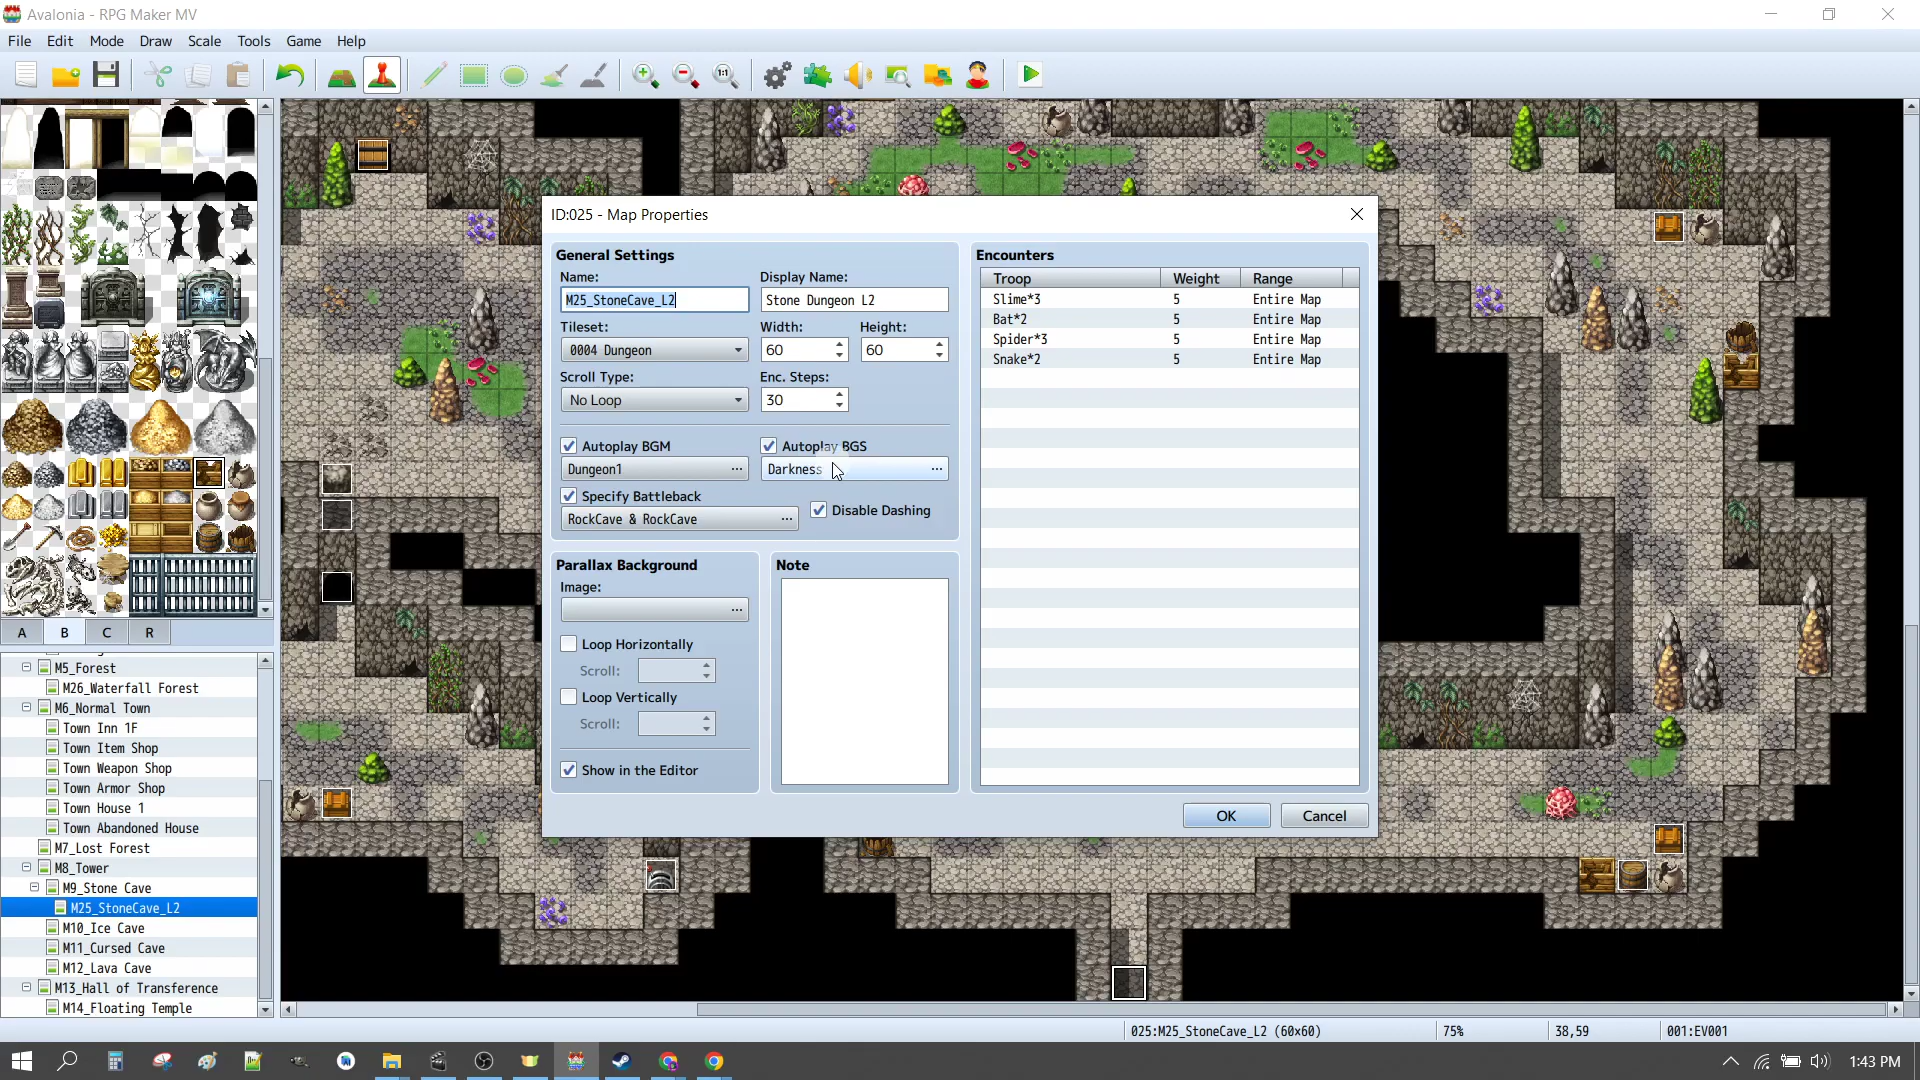 Avalonia - RPG Maker MV
File Edit Mode Draw Scale Tools Game Help
1:1
ID:025 - Map Properties
General Settings
Name:
Display Name:
M25_StoneCave_L2
Stone Dungeon L2
Tileset:
Width:
Height:
0004 Dungeon
60
60
Scroll Type:
Enc. Steps:
No Loop
30
Autoplay BGM
Autoplay BGS
Dungeon1
...
Darkness
...
Specify Battleback
Disable Dashing
RockCave & RockCave
...
Parallax Background
Image:
...
Loop Horizontally
Scroll:
Loop Vertically
Scroll:
Show in the Editor
Note
Encounters
Troop Weight Range
Slime*3 5 Entire Map
Bat*2 5 Entire Map
Spider*3 5 Entire Map
Snake*2 5 Entire Map
OK
Cancel
A B C R
M5_Forest
M26_Waterfall Forest
M6_Normal Town
Town Inn 1F
Town Item Shop
Town Weapon Shop
Town Armor Shop
Town House 1
Town Abandoned House
M7_Lost Forest
M8_Tower
M9_Stone Cave
M25_StoneCave_L2
M10_Ice Cave
M11_Cursed Cave
M12_Lava Cave
M13_Hall of Transference
M14_Floating Temple
025:M25_StoneCave_L2 (60x60)
75%
38,59
001:EV001
1:43 PM